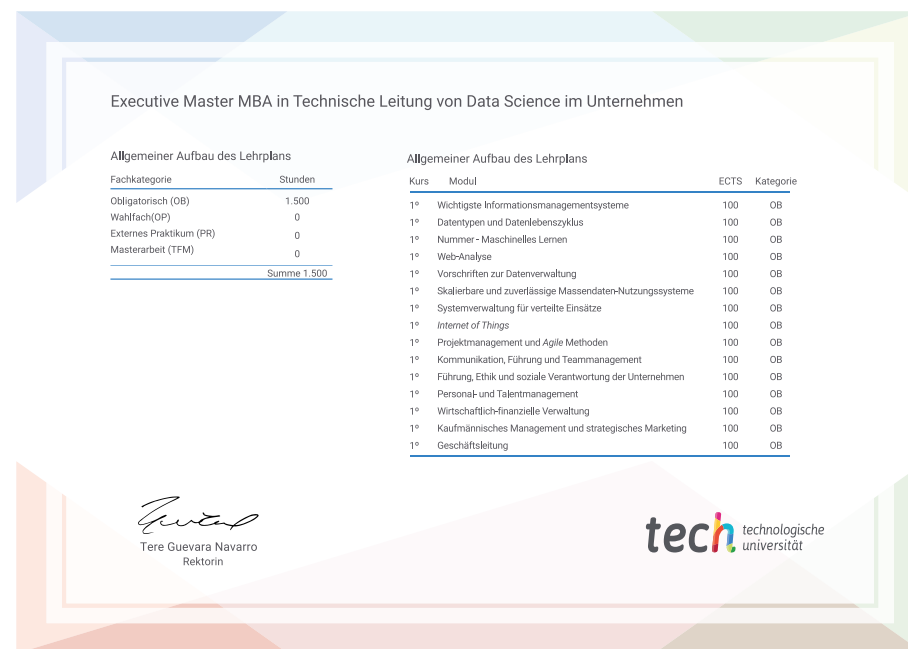 Executive Master MBA in Technische Leitung von Data Science im Unternehmen
Allgemeiner Aufbau des Lehrplans
Fachkategorie Stunden
Obligatorisch (OB) 1.500
Wahlfach(OP) 0
Externes Praktikum (PR) 0
Masterarbeit (TFM) 0
Summe 1.500
Allgemeiner Aufbau des Lehrplans
Kurs Modul ECTS Kategorie
1º Wichtigste Informationsmanagementsysteme 100 OB
1º Datentypen und Datenlebenszyklus 100 OB
1º Nummer- Maschinelles Lernen 100 OB
1º Web-Analyse 100 OB
1º Vorschriften zur Datenverwaltung 100 OB
1º Skalierbare und zuverlässige Massendaten-Nutzungssysteme 100 OB
1º Systemverwaltung für verteilte Einsätze 100 OB
1º Internet of Things 100 OB
1º Projektmanagement und Agile Methoden 100 OB
1º Kommunikation, Führung und Teammanagement 100 OB
1º Führung, Ethik und soziale Verantwortung der Unternehmen 100 OB
1º Personal- und Talentmanagement 100 OB
1º Wirtschaftlich-finanzielle Verwaltung 100 OB
1º Kaufmännisches Management und strategisches Marketing 100 OB
1º Geschäftsleitung 100 OB
Tere Guevara Navarro
Rektorin
tech technologische
universität